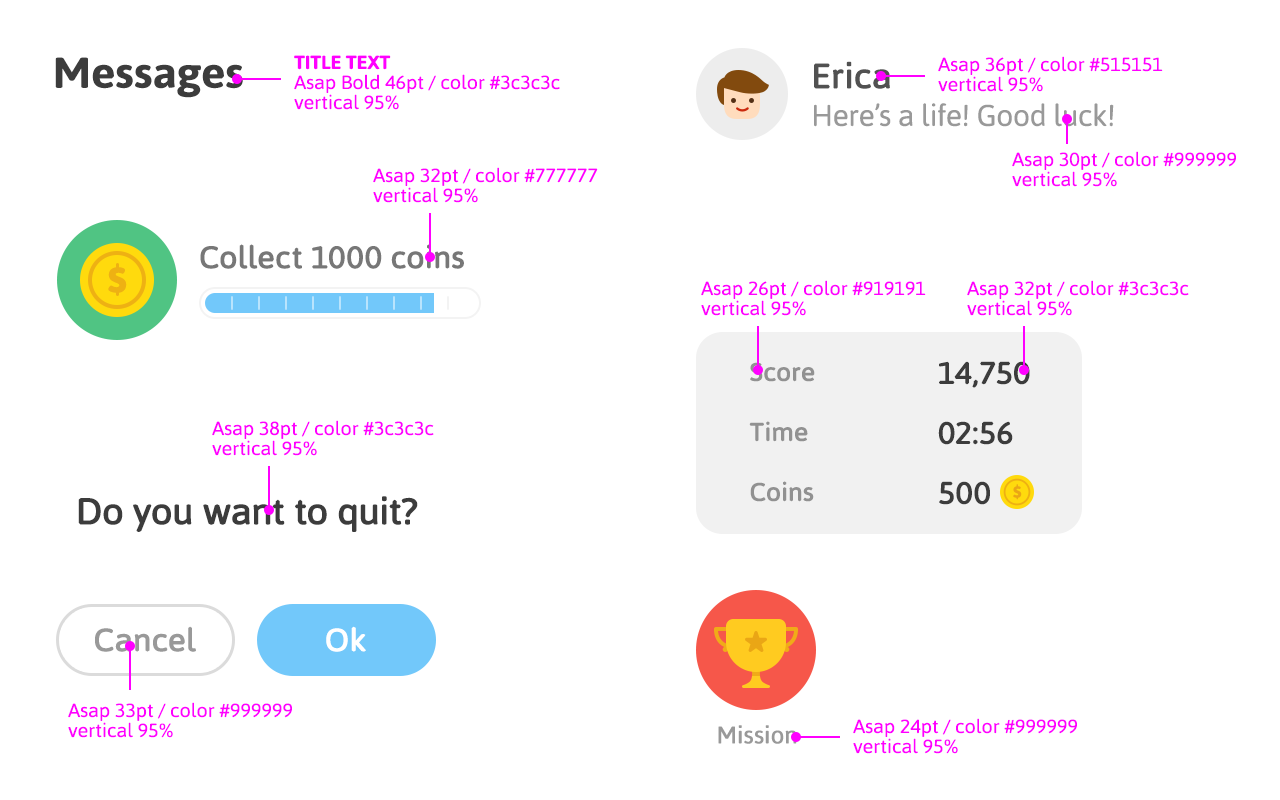 Messages
TITLE TEXT
Asap Bold 46pt / color #3c3c3c
vertical 95%
Asap 32pt / color #777777
vertical 95%
$
Collect 1000 coins
Asap 38pt / color #3c3c3c
vertical 95%
Do you want to quit?
Cancel
Ok
Asap 33pt / color #999999
vertical 95%
Erica
Asap 36pt / color #515151
vertical 95%
Here’s a life! Good luck!
Asap 30pt / color #999999
vertical 95%
Asap 26pt / color #919191
vertical 95%
Asap 32pt / color #3c3c3c
vertical 95%
Score 14,750
Time 02:56
Coins 500 $
Mission
Asap 24pt / color #999999
vertical 95%